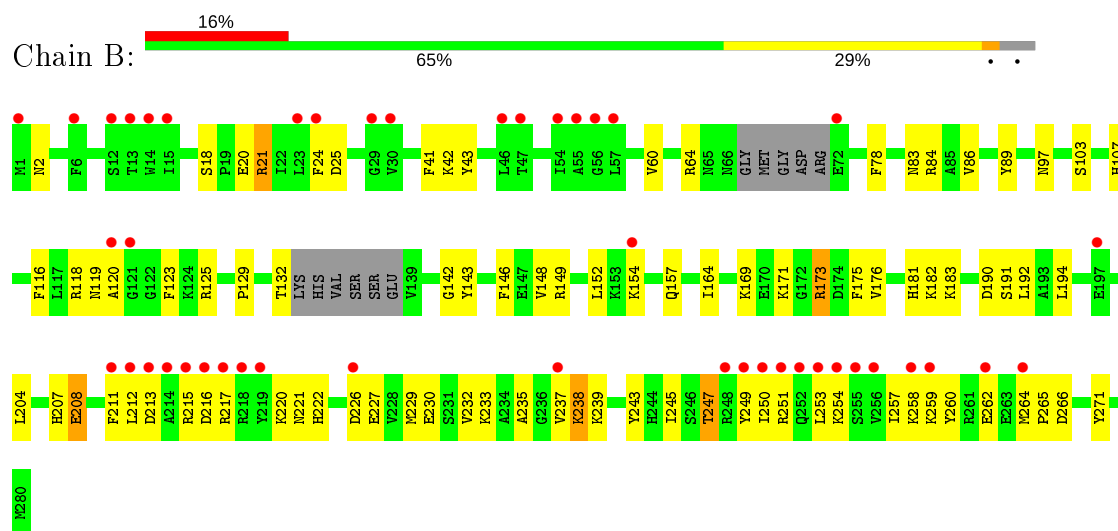 16%
Chain B:
65% 29% • •
M1 N2 F6 S12 T13 W14 I15 S18 P19 E20 R21 I22 L23 F24 D25 G29 V30 F41 K42 Y43 L46 T47 I54 A55 G56 L57 V60 R64 N65 N66 GLY MET GLY ASP ARG E72 F78 N83 R84 A85 V86 Y89 N97 S103 H107
F116 L117 R118 N119 A120 G121 G122 F123 K124 R125 P129 T132 LYS HIS VAL SER SER GLU V139 G142 Y143 F146 E147 V148 R149 L152 K153 K154 Q157 I164 K169 E170 K171 G172 R173 D174 F175 V176 H181 K182 K183 D190 S191 L192 A193 L194 E197
L204 H207 E208 F211 L212 D213 A214 R215 D216 R217 R218 Y219 K220 N221 H222 D226 E227 V228 M229 E230 S231 V232 K233 A234 A235 G236 V237 K238 K239 Y243 H244 I245 S246 T247 R248 Y249 I250 R251 Q252 L253 K254 S255 V256 I257 K258 K259 Y260 R261 E262 E263 M264 P265 D266 Y271
M280